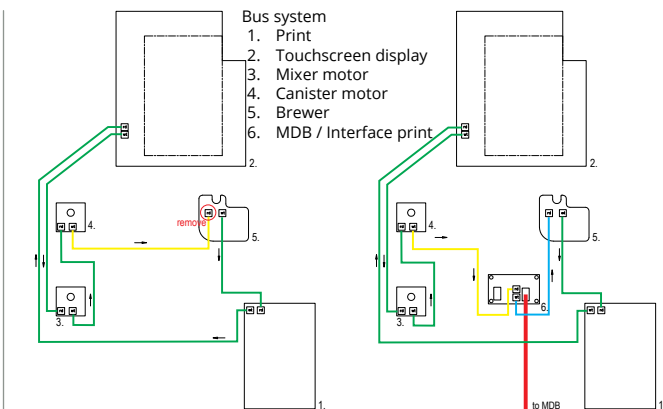 Bus system
1. Print
2. Touchscreen display
3. Mixer motor
4. Canister motor
5. Brewer
6. MDB / Interface print
2.
4.
remove
5.
3.
1.
2.
4.
5.
6.
3.
to MDB
1